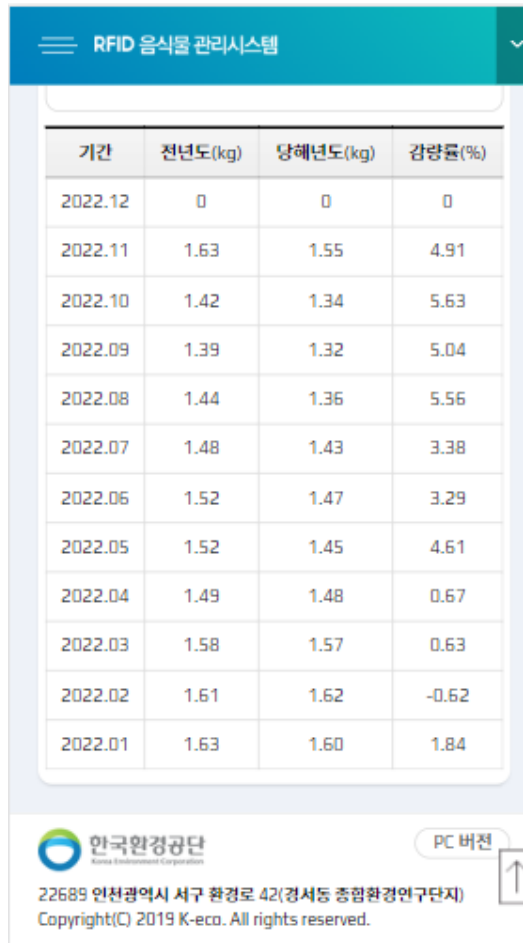 RFID 음식물 관리시스템
기간 전년도(kg) 당해년도(kg) 감량률(%)
2022.12 0 0 0
2022.11 1.63 1.55 4.91
2022.10 1.42 1.34 5.63
2022.09 1.39 1.32 5.04
2022.08 1.44 1.36 5.56
2022.07 1.48 1.43 3.38
2022.06 1.52 1.47 3.29
2022.05 1.52 1.45 4.61
2022.04 1.49 1.48 0.67
2022.03 1.58 1.57 0.63
2022.02 1.61 1.62 -0.62
2022.01 1.63 1.60 1.84
한국환경공단 PC 버전
Korea Environment Corporation
22689 인천광역시 서구 환경로 42(경서동 종합환경연구단지)
Copyright(C) 2019 K-eco. All rights reserved.